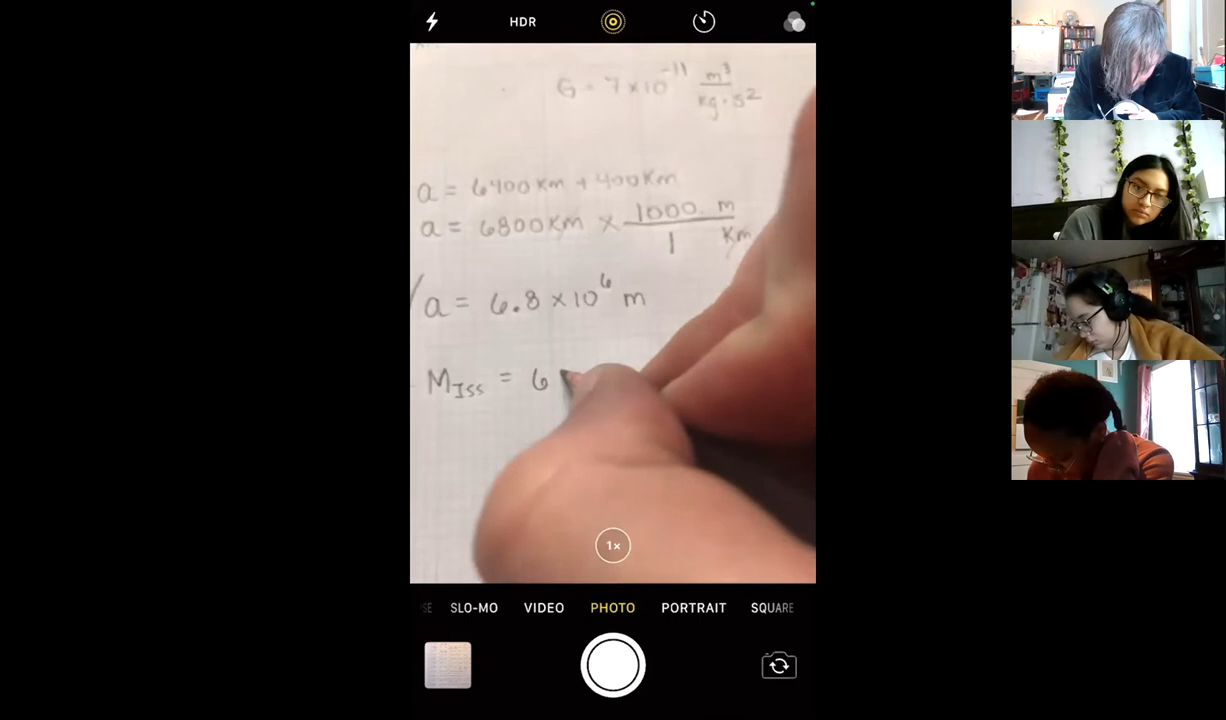 HDR
G = 7 × 10⁻¹¹ m³/kg·s²
a = 6400 Km + 400 Km
a = 6800 Km × 1000 m / 1 Km
a = 6.8 × 10⁶ m
M_ISS = 6
1×
SLO-MO VIDEO PHOTO PORTRAIT SQUARE